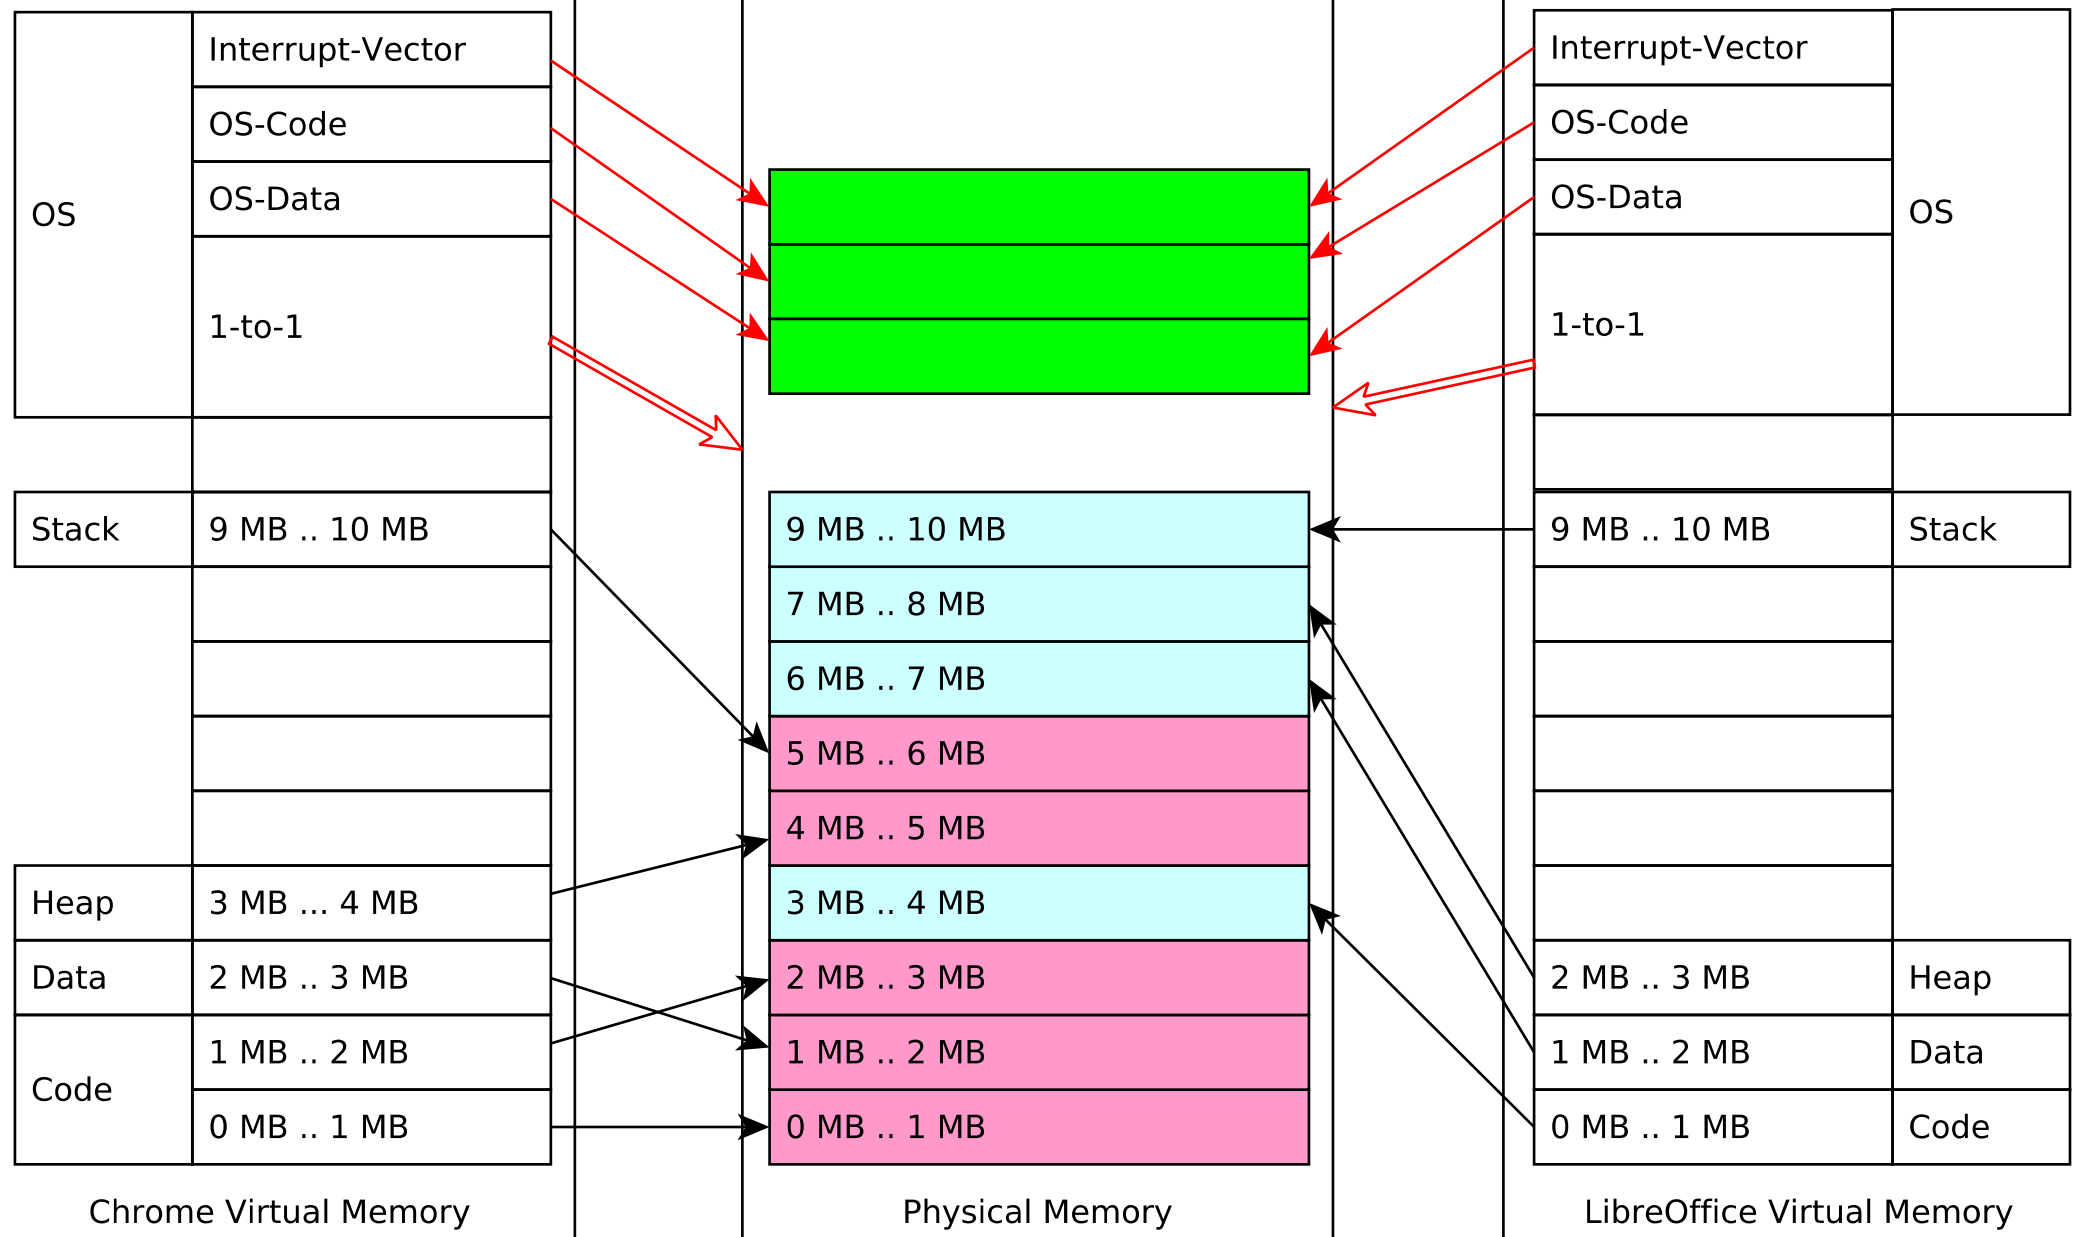 Interrupt-Vector
OS-Code
OS
OS-Data
1-to-1
Stack
9 MB .. 10 MB
Heap
3 MB ... 4 MB
Data
2 MB .. 3 MB
Code
1 MB .. 2 MB
0 MB .. 1 MB
Chrome Virtual Memory
9 MB .. 10 MB
7 MB .. 8 MB
6 MB .. 7 MB
5 MB .. 6 MB
4 MB .. 5 MB
3 MB .. 4 MB
2 MB .. 3 MB
1 MB .. 2 MB
0 MB .. 1 MB
Physical Memory
Interrupt-Vector
OS-Code
OS-Data
OS
1-to-1
9 MB .. 10 MB
Stack
2 MB .. 3 MB
Heap
1 MB .. 2 MB
Data
0 MB .. 1 MB
Code
LibreOffice Virtual Memory